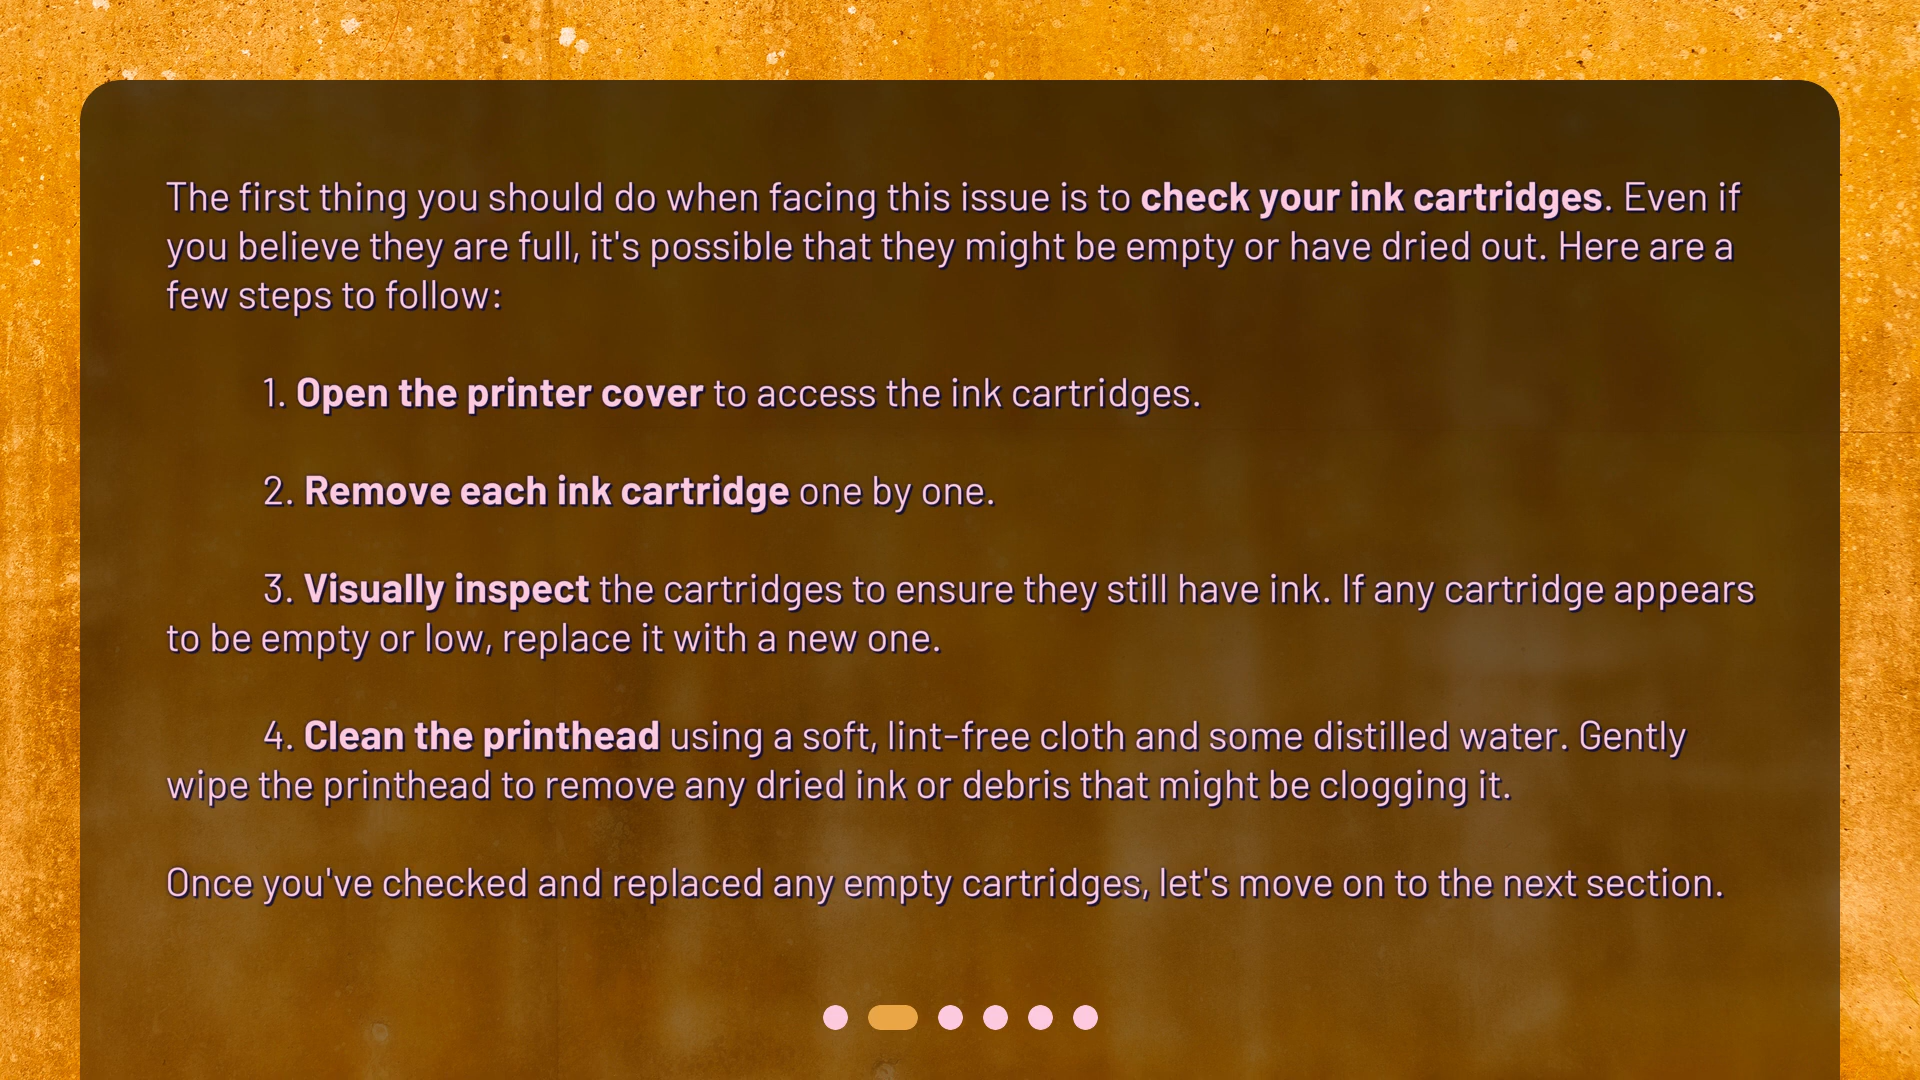 The first thing you should do when facing this issue is to check your ink cartridges. Even if
you believe they are full, it's possible that they might be empty or have dried out. Here are a
few steps to follow:
1. Open the printer cover to access the ink cartridges.
2. Remove each ink cartridge one by one.
3. Visually inspect the cartridges to ensure they still have ink. If any cartridge appears
to be empty or low, replace it with a new one.
4. Clean the printhead using a soft, lint-free cloth and some distilled water. Gently
wipe the printhead to remove any dried ink or debris that might be clogging it.
Once you've checked and replaced any empty cartridges, let's move on to the next section.